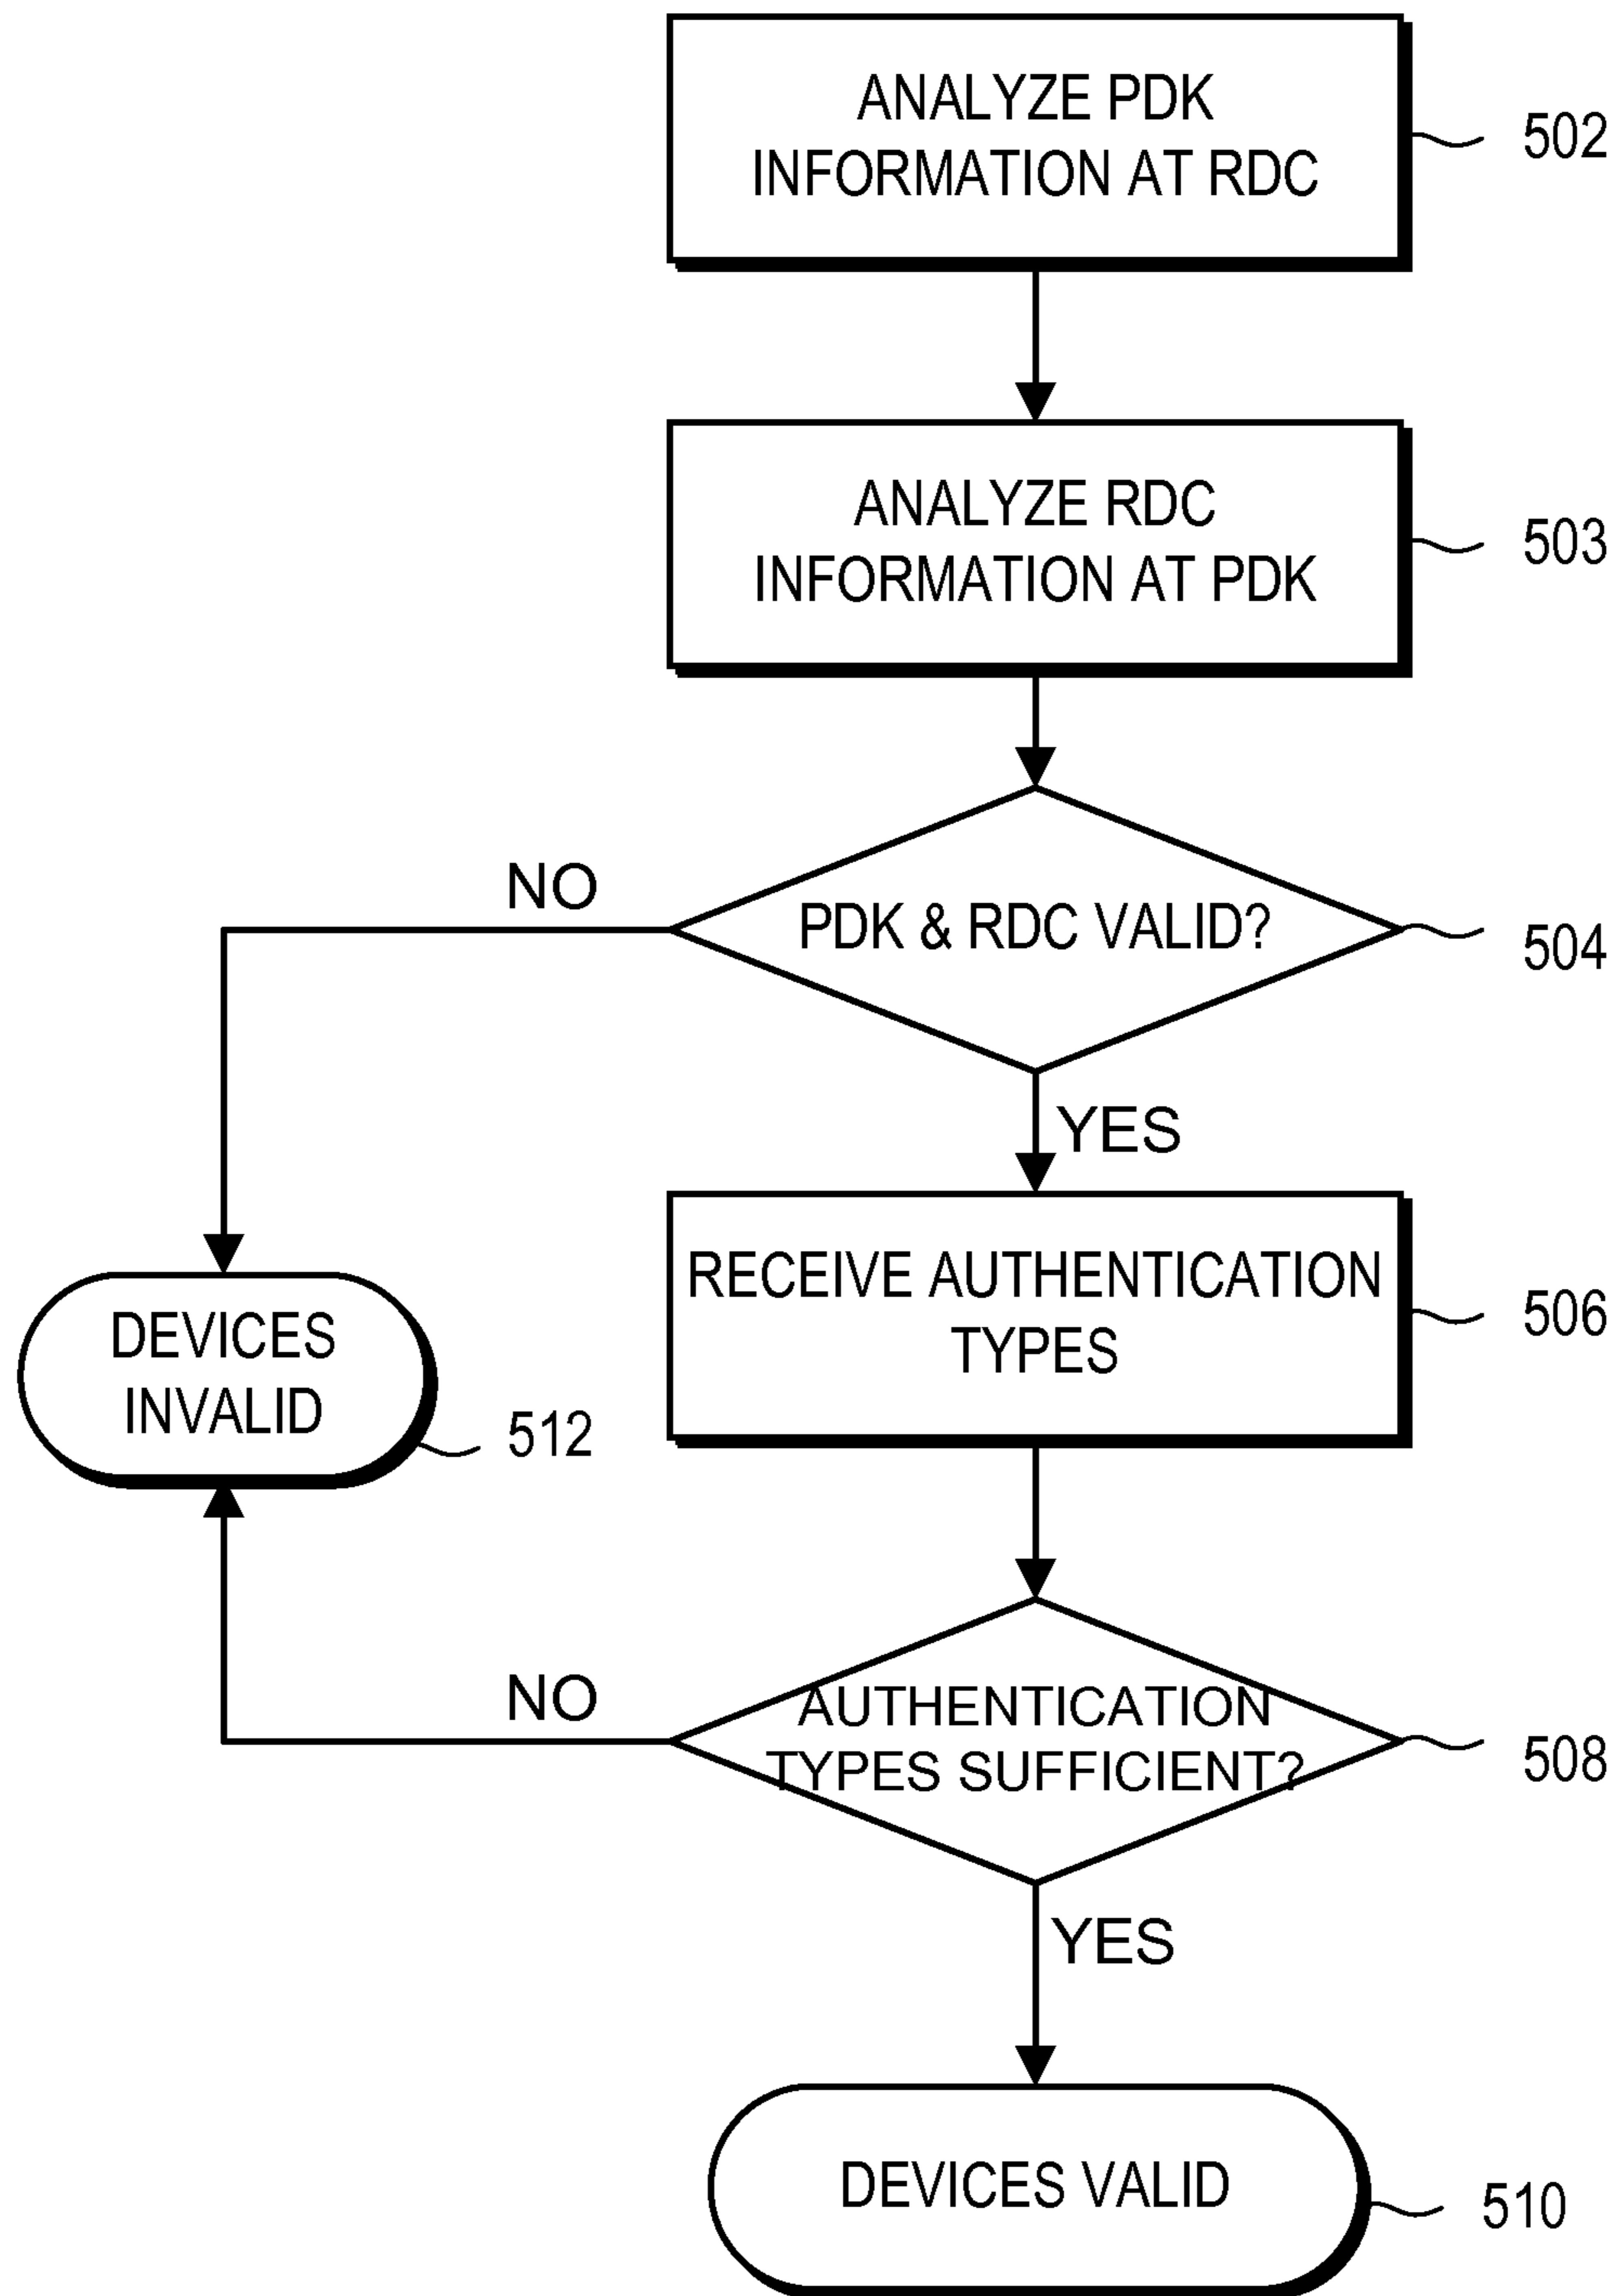 ANALYZE PDK
INFORMATION AT RDC
502
ANALYZE RDC
INFORMATION AT PDK
503
NO
PDK & RDC VALID?
504
YES
RECEIVE AUTHENTICATION
TYPES
506
DEVICES
INVALID
512
NO
AUTHENTICATION
TYPES SUFFICIENT?
508
YES
DEVICES VALID
510